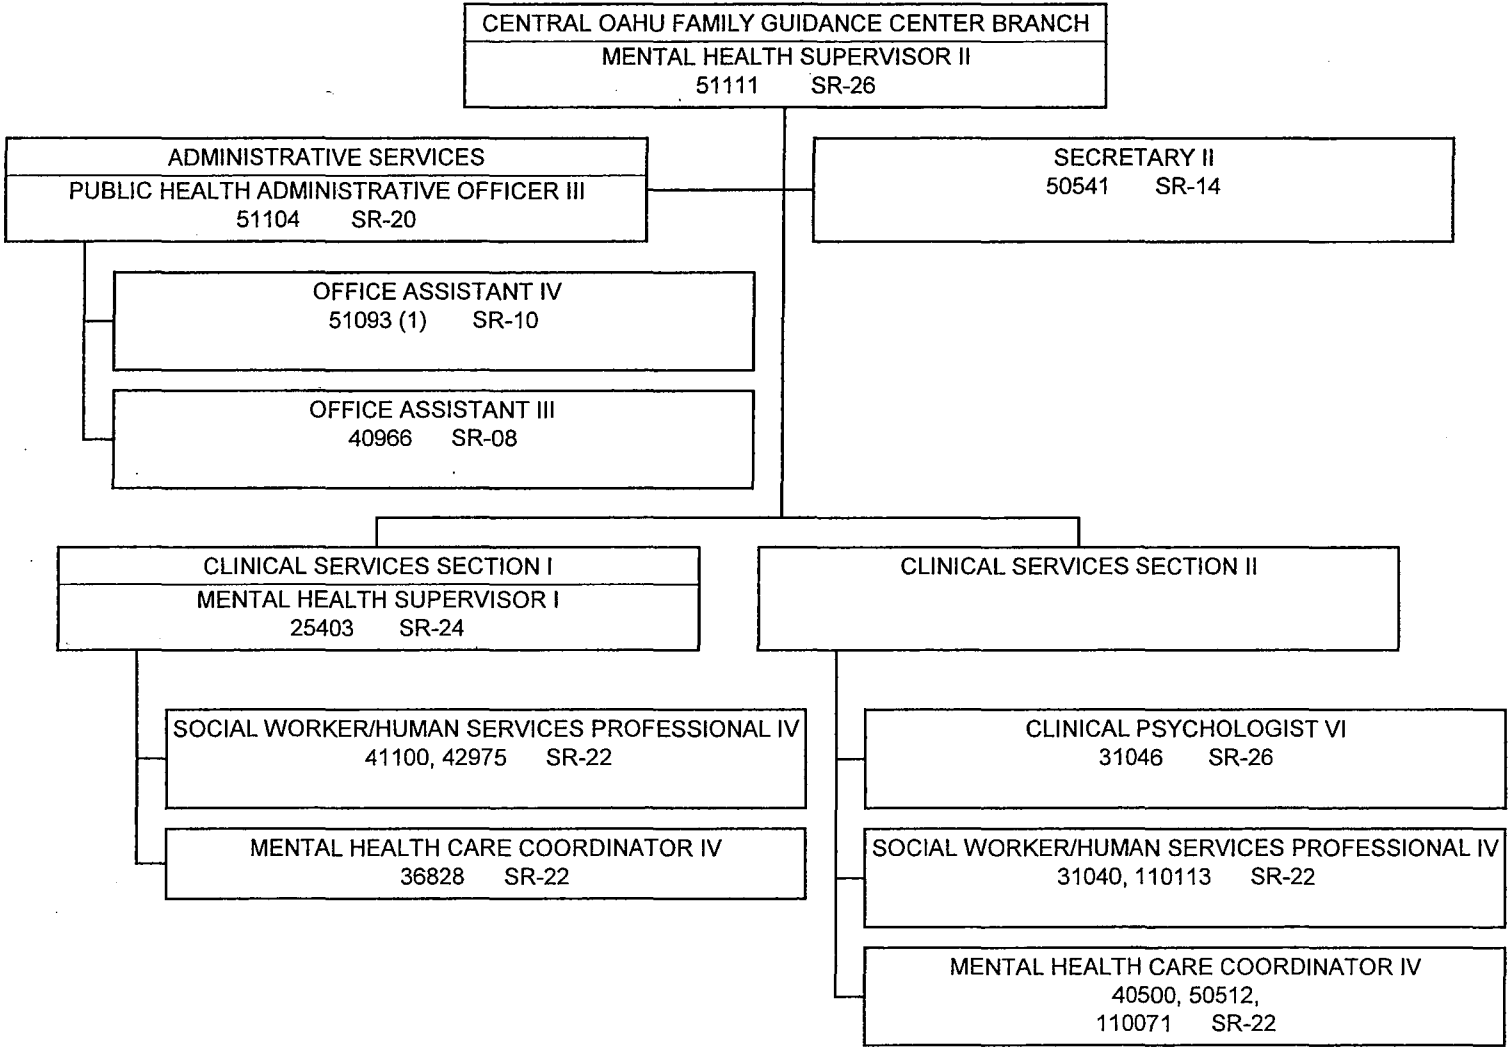 CENTRAL OAHU FAMILY GUIDANCE CENTER BRANCH
MENTAL HEALTH SUPERVISOR II
51111 SR-26
ADMINISTRATIVE SERVICES
PUBLIC HEALTH ADMINISTRATIVE OFFICER III
51104 SR-20
SECRETARY II
50541 SR-14
OFFICE ASSISTANT IV
51093 (1) SR-10
OFFICE ASSISTANT III
40966 SR-08
CLINICAL SERVICES SECTION I
MENTAL HEALTH SUPERVISOR I
25403 SR-24
SOCIAL WORKER/HUMAN SERVICES PROFESSIONAL IV
41100, 42975 SR-22
MENTAL HEALTH CARE COORDINATOR IV
36828 SR-22
CLINICAL SERVICES SECTION II
CLINICAL PSYCHOLOGIST VI
31046 SR-26
SOCIAL WORKER/HUMAN SERVICES PROFESSIONAL IV
31040, 110113 SR-22
MENTAL HEALTH CARE COORDINATOR IV
40500, 50512,
110071 SR-22